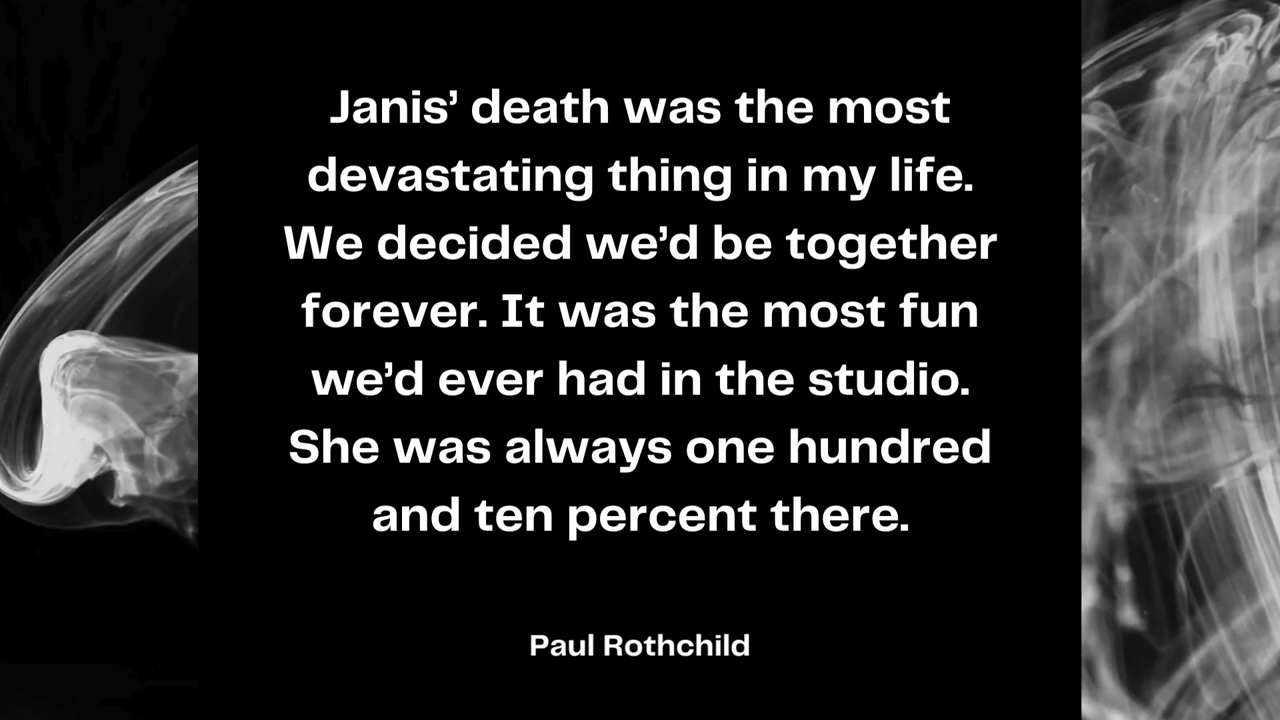 Janis’ death was the most
devastating thing in my life.
We decided we’d be together
forever. It was the most fun
we’d ever had in the studio.
She was always one hundred
and ten percent there.
Paul Rothchild